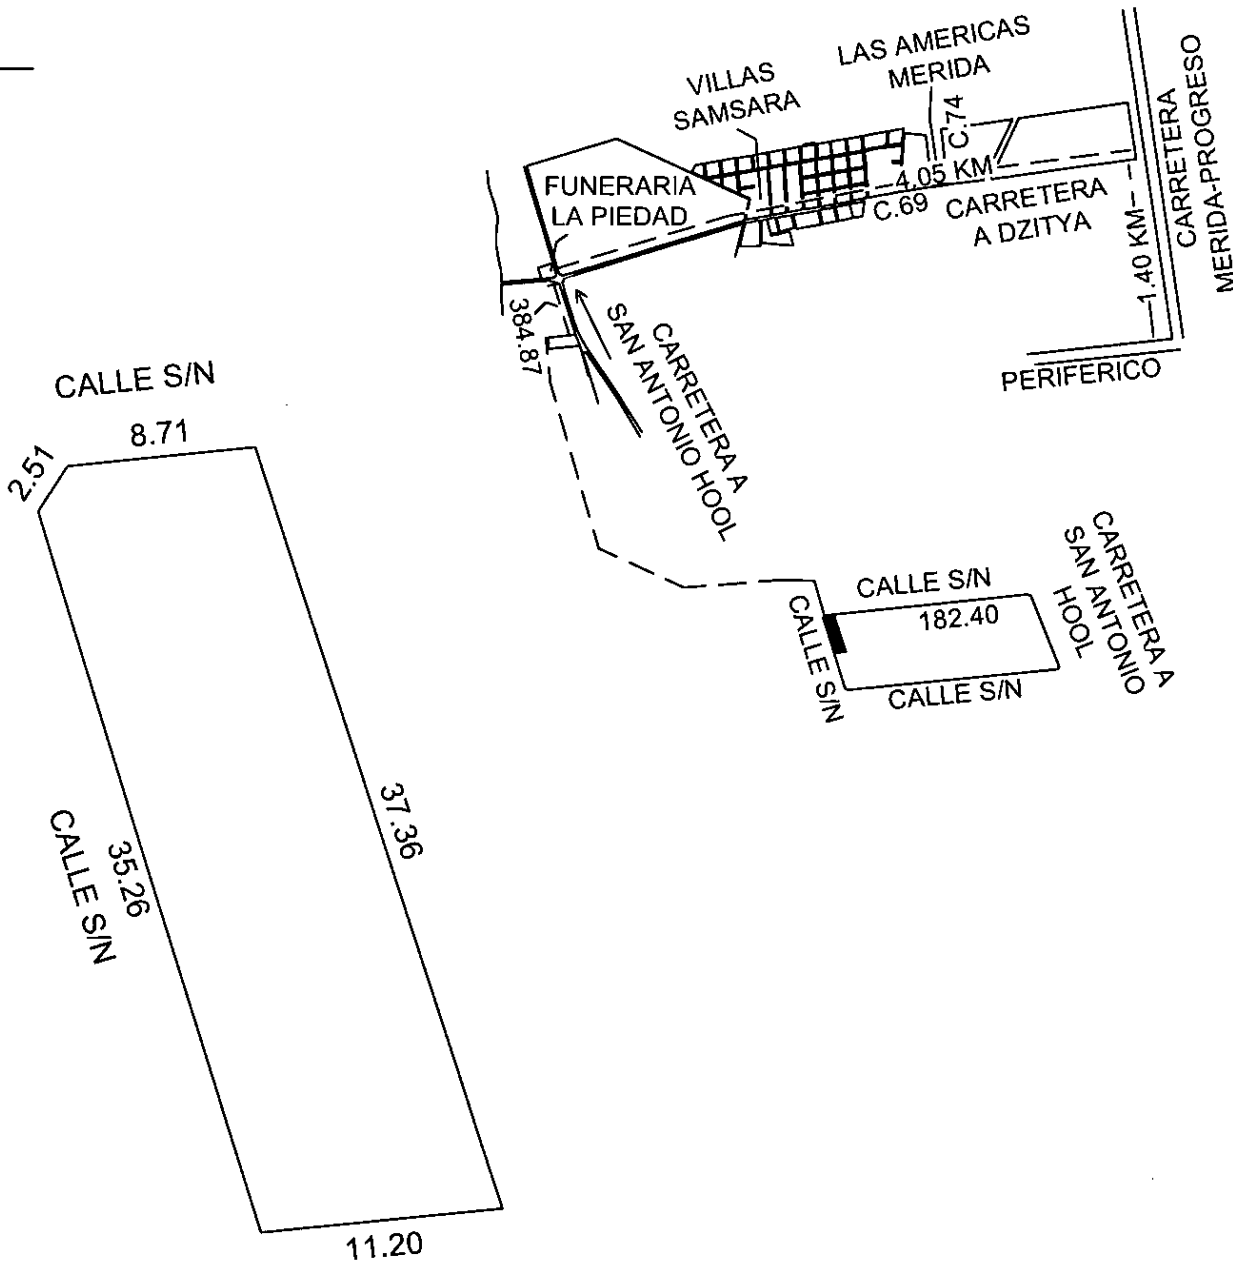 LAS AMERICAS
MERIDA
VILLAS
SAMSARA
C.74
CARRETERA
MERIDA-PROGRESO
FUNERARIA
LA PIEDAD
4.05 KM
C.69
CARRETERA
A DZITYA
1.40 KM
384.87
CARRETERA A
SAN ANTONIO HOOL
PERIFERICO
CALLE S/N
8.71
2.51
37.36
35.26
CALLE S/N
11.20
CALLE S/N
182.40
CALLE S/N
CALLE S/N
CARRETERA A
SAN ANTONIO
HOOL